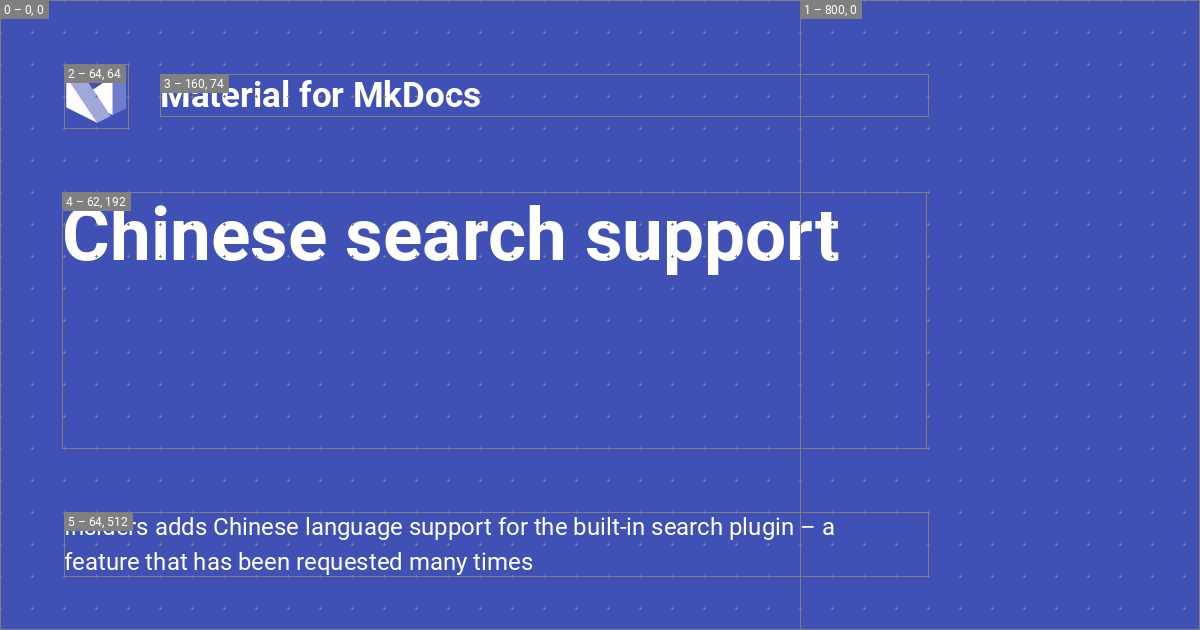 0 – 0, 0
1 – 800, 0
2 – 64, 64
3 – 160, 74
Material for MkDocs
4 – 62, 192
Chinese search support
5 – 64, 512
Insiders adds Chinese language support for the built-in search plugin – a
feature that has been requested many times